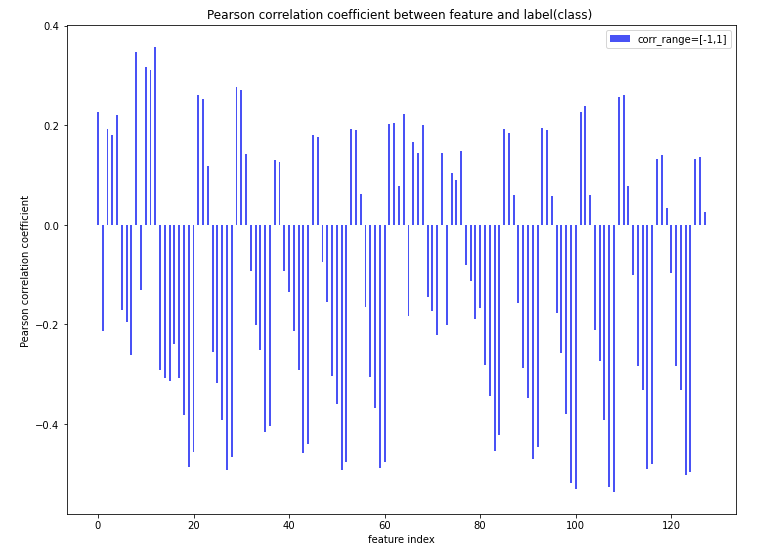 Pearson correlation coefficient between feature and label(class)
corr_range=[-1,1]
0.4
0.2
0.0
−0.2
−0.4
Pearson correlation coefficient
0 20 40 60 80 100 120
feature index